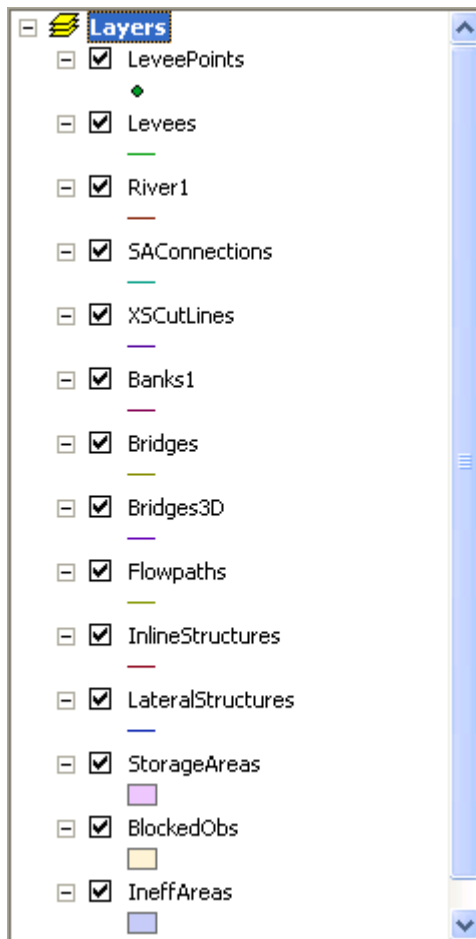 Layers
LeveePoints
Levees
River1
SAConnections
XSCutLines
Banks1
Bridges
Bridges3D
Flowpaths
InlineStructures
LateralStructures
StorageAreas
BlockedObs
IneffAreas